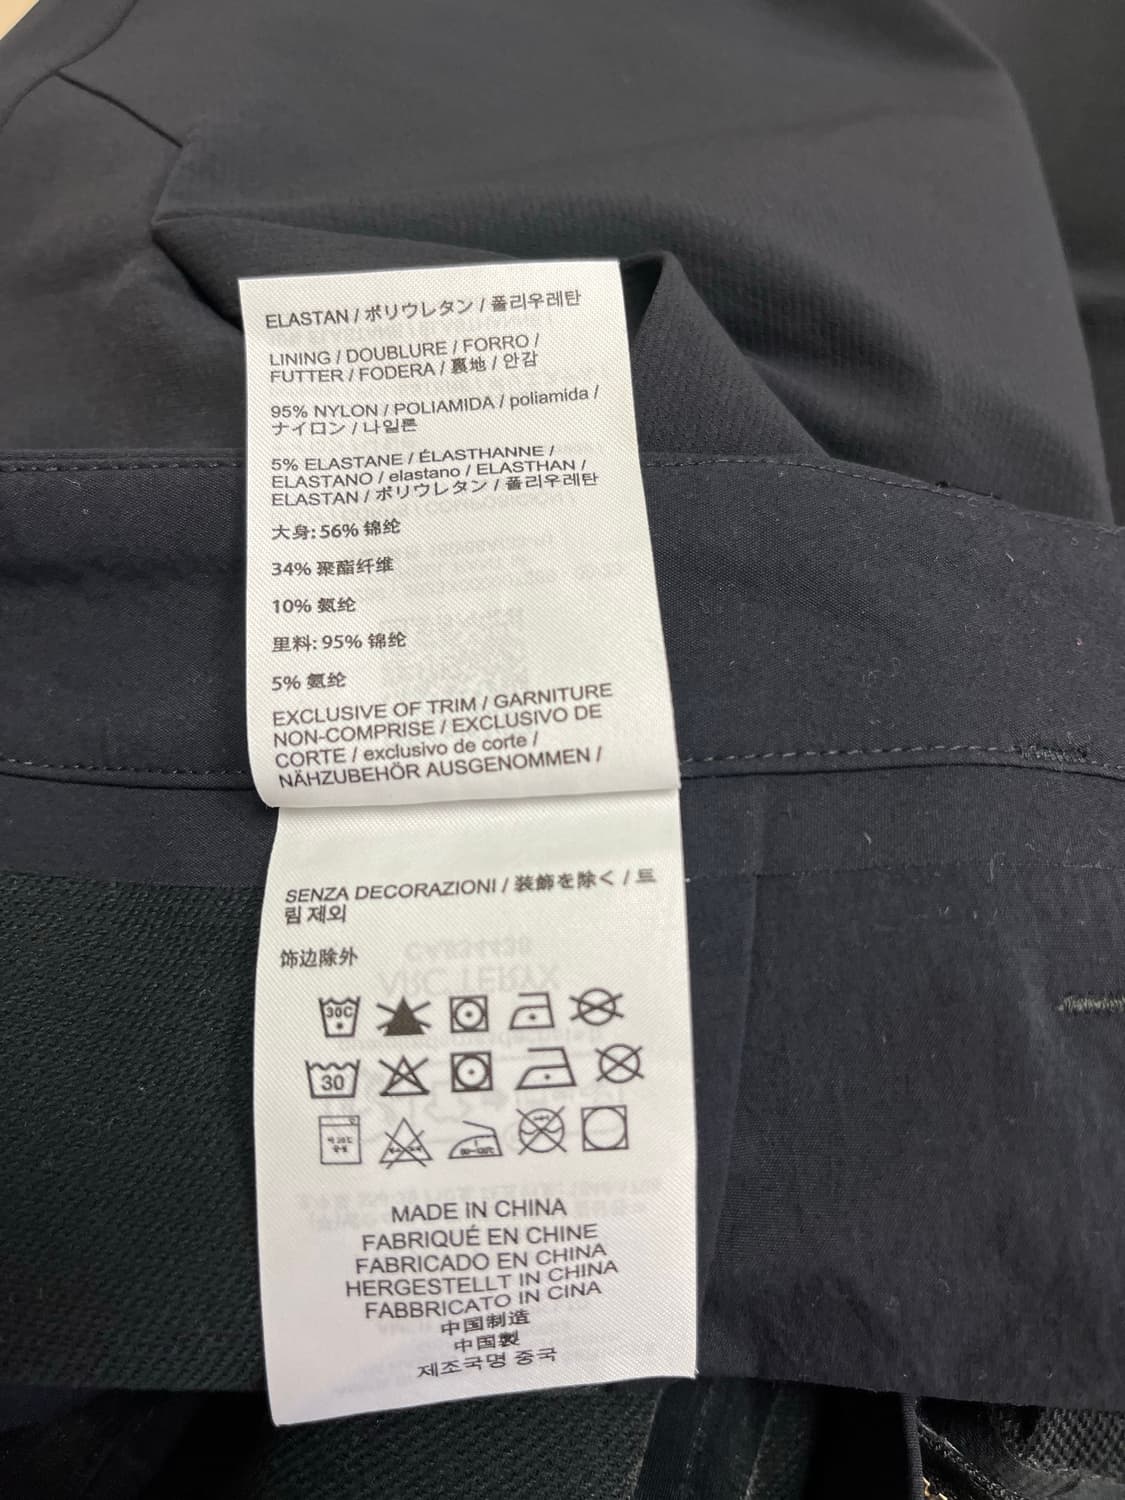 ELASTAN / ポリウレタン / 폴리우레탄
LINING / DOUBLURE / FORRO /
FUTTER / FODERA / 裏地 / 안감
95% NYLON / POLIAMIDA / poliamida /
ナイロン / 나일론
5% ELASTANE / ÉLASTHANNE /
ELASTANO / elastano / ELASTHAN /
ELASTAN / ポリウレタン / 폴리우레탄
大身: 56% 锦纶
34% 聚酯纤维
10% 氨纶
里料: 95% 锦纶
5% 氨纶
EXCLUSIVE OF TRIM / GARNITURE
NON-COMPRISE / EXCLUSIVO DE
CORTE / exclusivo de corte /
NÄHZUBEHÖR AUSGENOMMEN /
SENZA DECORAZIONI / 装飾を除く / 트
림 제외
饰边除外
30C
30
MADE IN CHINA
FABRIQUÉ EN CHINE
FABRICADO EN CHINA
HERGESTELLT IN CHINA
FABBRICATO IN CINA
中国制造
中国製
제조국명 중국